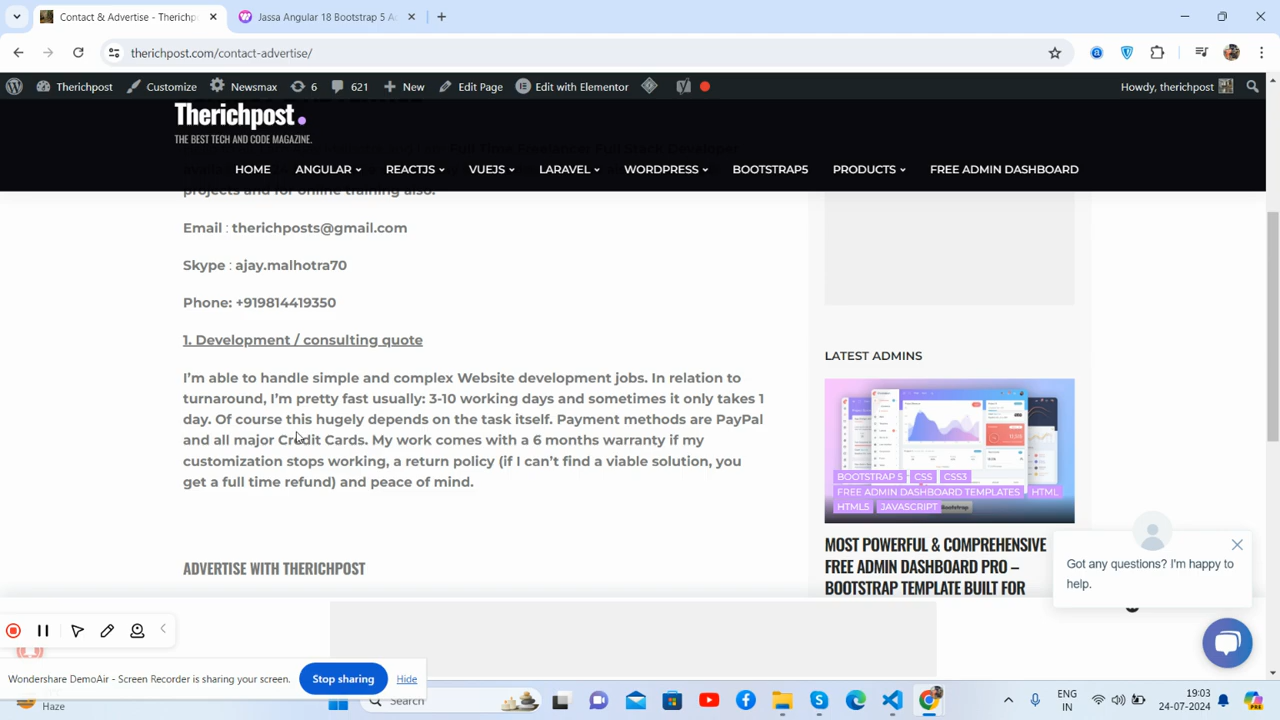 Contact & Advertise - Therich
Jassa Angular 18 Bootstrap 5 A
therichpost.com/contact-advertise/
Therichpost
Customize
Newsmax
6
621
New
Edit Page
Edit with Elementor
Howdy, therichpost
Therichpost
THE BEST TECH AND CODE MAGAZINE.
HOME
ANGULAR
REACTJS
VUEJS
LARAVEL
WORDPRESS
BOOTSTRAP5
PRODUCTS
FREE ADMIN DASHBOARD
projects and for online training also.
Email : therichposts@gmail.com
Skype : ajay.malhotra70
Phone: +919814419350
1. Development / consulting quote
I'm able to handle simple and complex Website development jobs. In relation to
turnaround, I'm pretty fast usually: 3-10 working days and sometimes it only takes 1
day. Of course this hugely depends on the task itself. Payment methods are PayPal
and all major Credit Cards. My work comes with a 6 months warranty if my
customization stops working, a return policy (if I can't find a viable solution, you
get a full time refund) and peace of mind.
ADVERTISE WITH THERICHPOST
LATEST ADMINS
BOOTSTRAP 5 CSS CSS3
FREE ADMIN DASHBOARD TEMPLATES HTML
HTML5 JAVASCRIPT
MOST POWERFUL & COMPREHENSIVE
FREE ADMIN DASHBOARD PRO –
BOOTSTRAP TEMPLATE BUILT FOR
Got any questions? I'm happy to
help.
Wondershare DemoAir - Screen Recorder is sharing your screen.
Stop sharing
Hide
Haze
Search
ENG
IN
19:03
24-07-2024